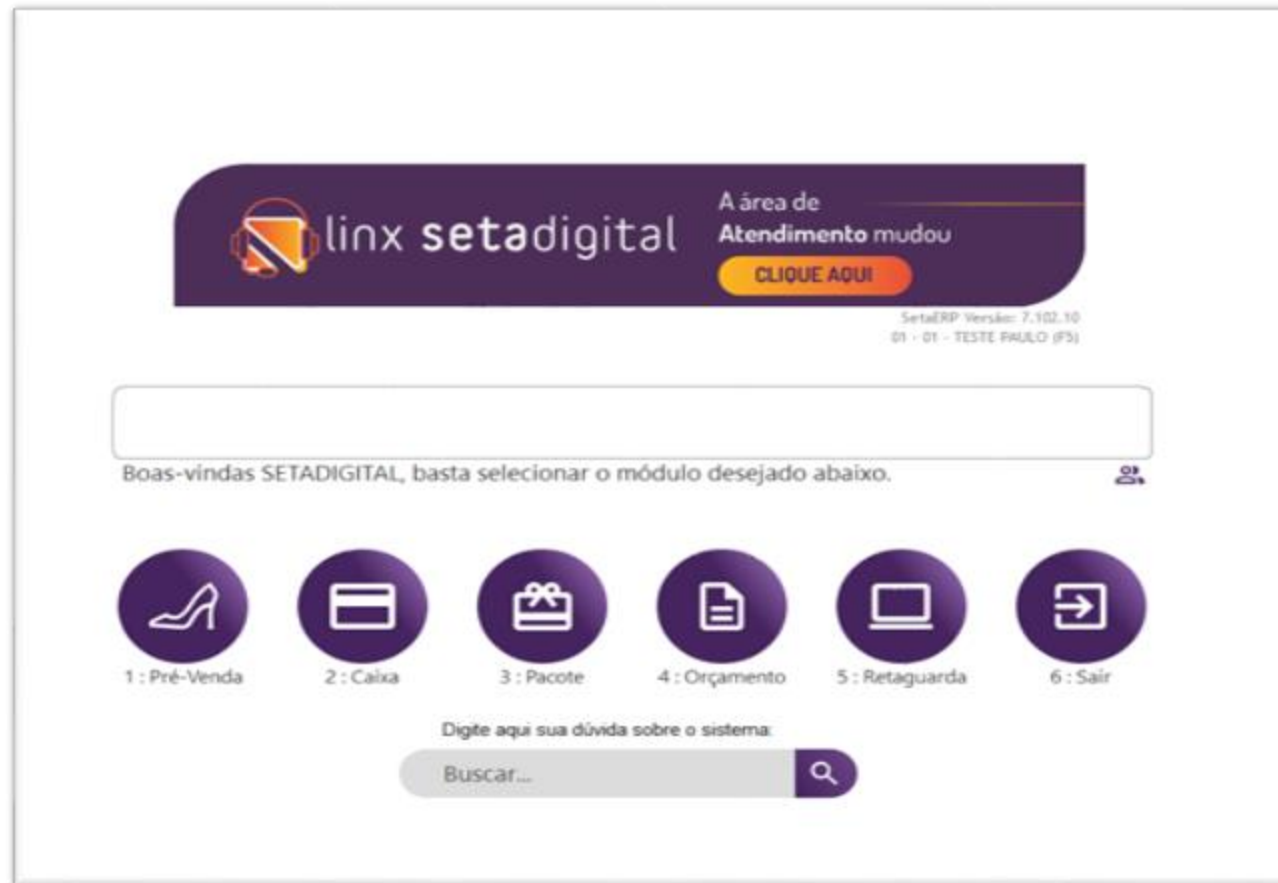 linx setadigital
A área de
Atendimento mudou
CLIQUE AQUI
SetaERP Versão: 7.102.10
01 - 01 - TESTE PAULO (F5)
Boas-vindas SETADIGITAL, basta selecionar o módulo desejado abaixo.
1 : Pré-Venda
2 : Caixa
3 : Pacote
4 : Orçamento
5 : Retaguarda
6 : Sair
Digite aqui sua dúvida sobre o sistema:
Buscar...